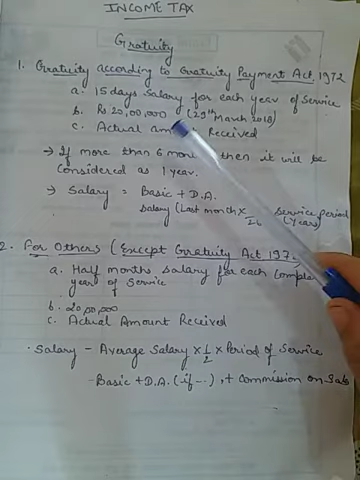 INCOME TAX
Gratuity
1. Gratuity according to Gratuity Payment Act 1972
a. 15 days Salary for each year of Service
b. Rs. 20,00,000 (29th March 2018)
c. Actual am Received
→ If more than 6 mon then it will be
considered as 1 year.
→ Salary = Basic + D.A.
Salary (Last month × service period
(Years)
2. For Others (Except Gratuity Act 197
a. Half months salary for each Comple
year of Service
b. 20,00,000
c. Actual Amount Received
. Salary - Average Salary × 1/2 × Period of Service
- Basic + D.A. (-if--), + Commission on Sales